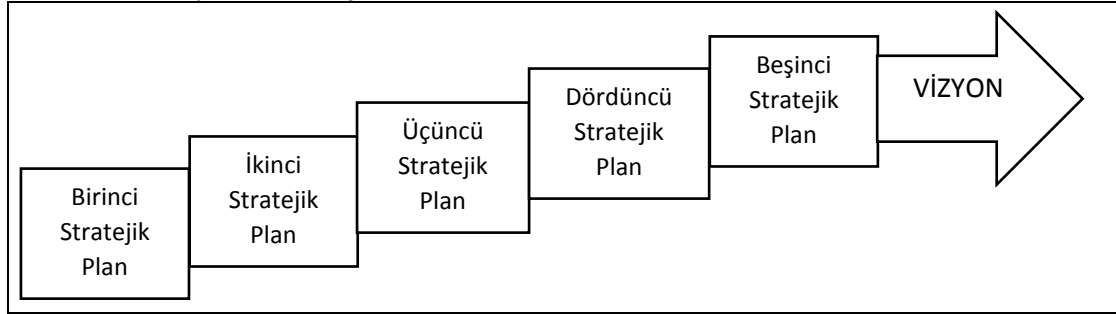 Birinci
Stratejik
Plan
İkinci
Stratejik
Plan
Üçüncü
Stratejik
Plan
Dördüncü
Stratejik
Plan
Beşinci
Stratejik
Plan
VİZYON